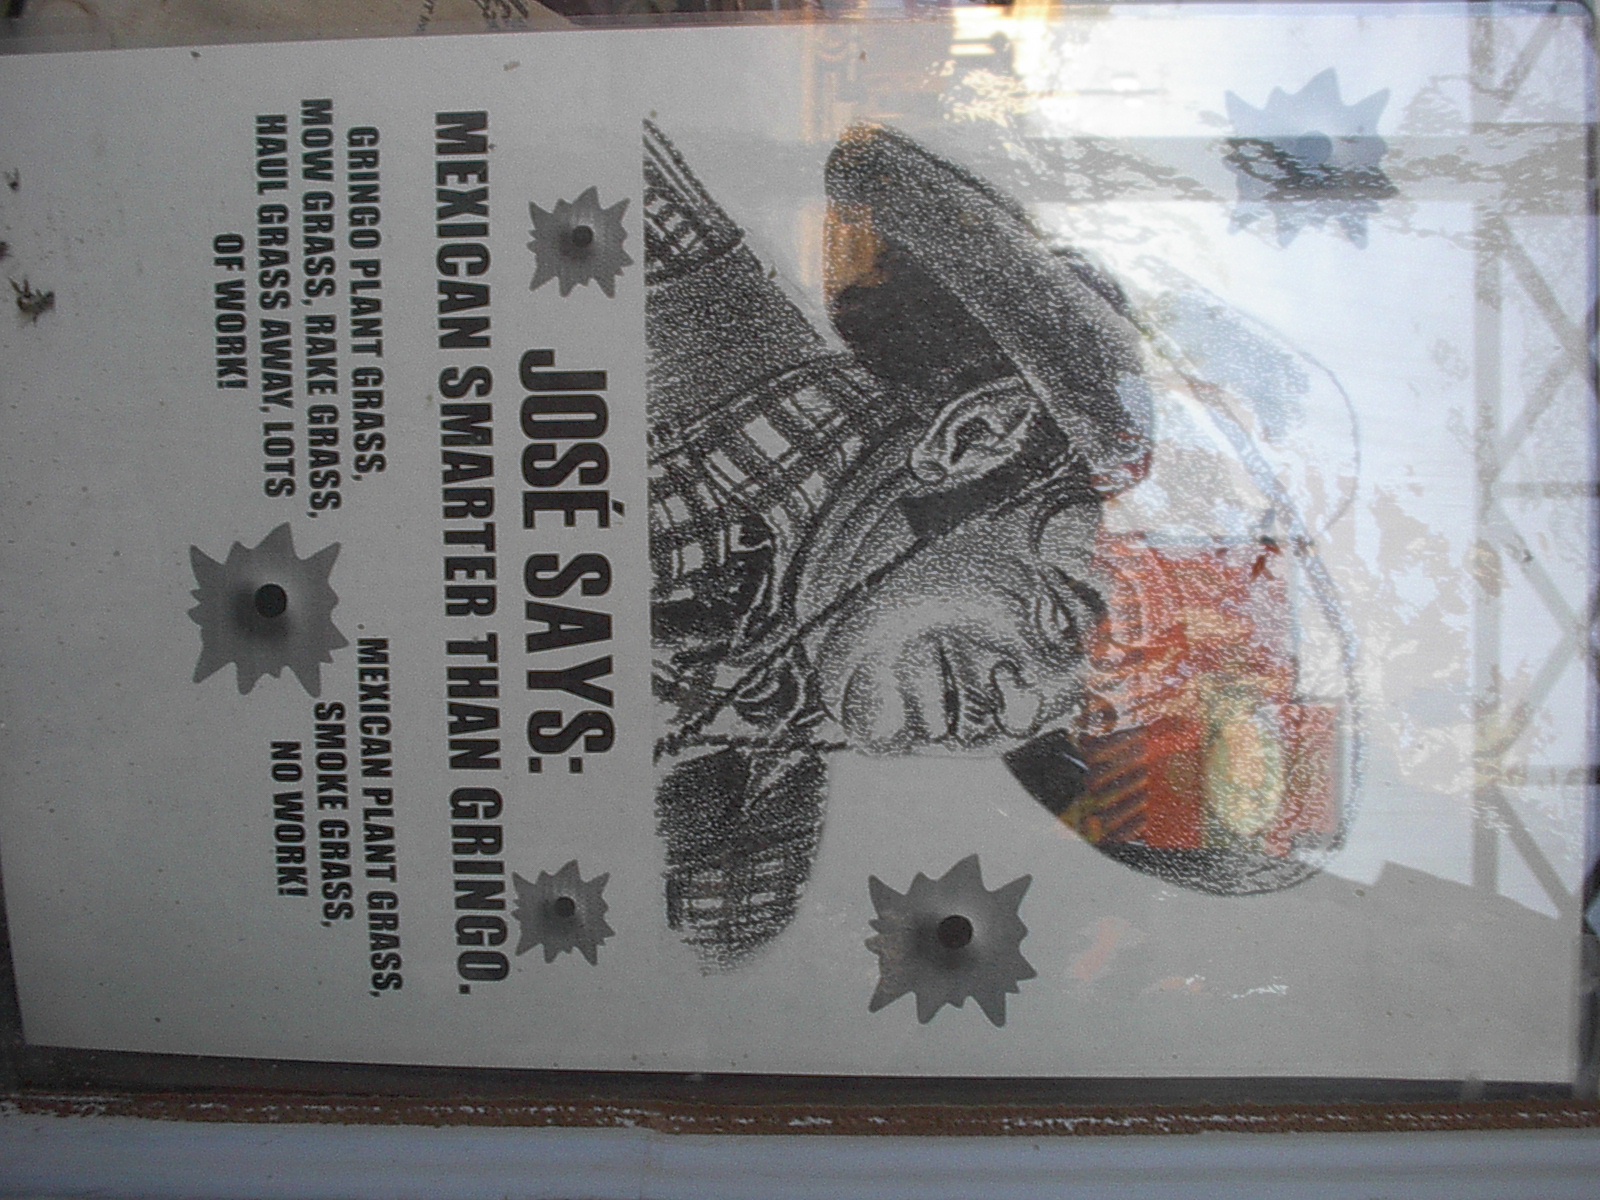 JOSÉ SAYS:
MEXICAN SMARTER THAN GRINGO.
GRINGO PLANT GRASS,
MOW GRASS, RAKE GRASS,
HAUL GRASS AWAY, LOTS
OF WORK!
MEXICAN PLANT GRASS,
SMOKE GRASS,
NO WORK!